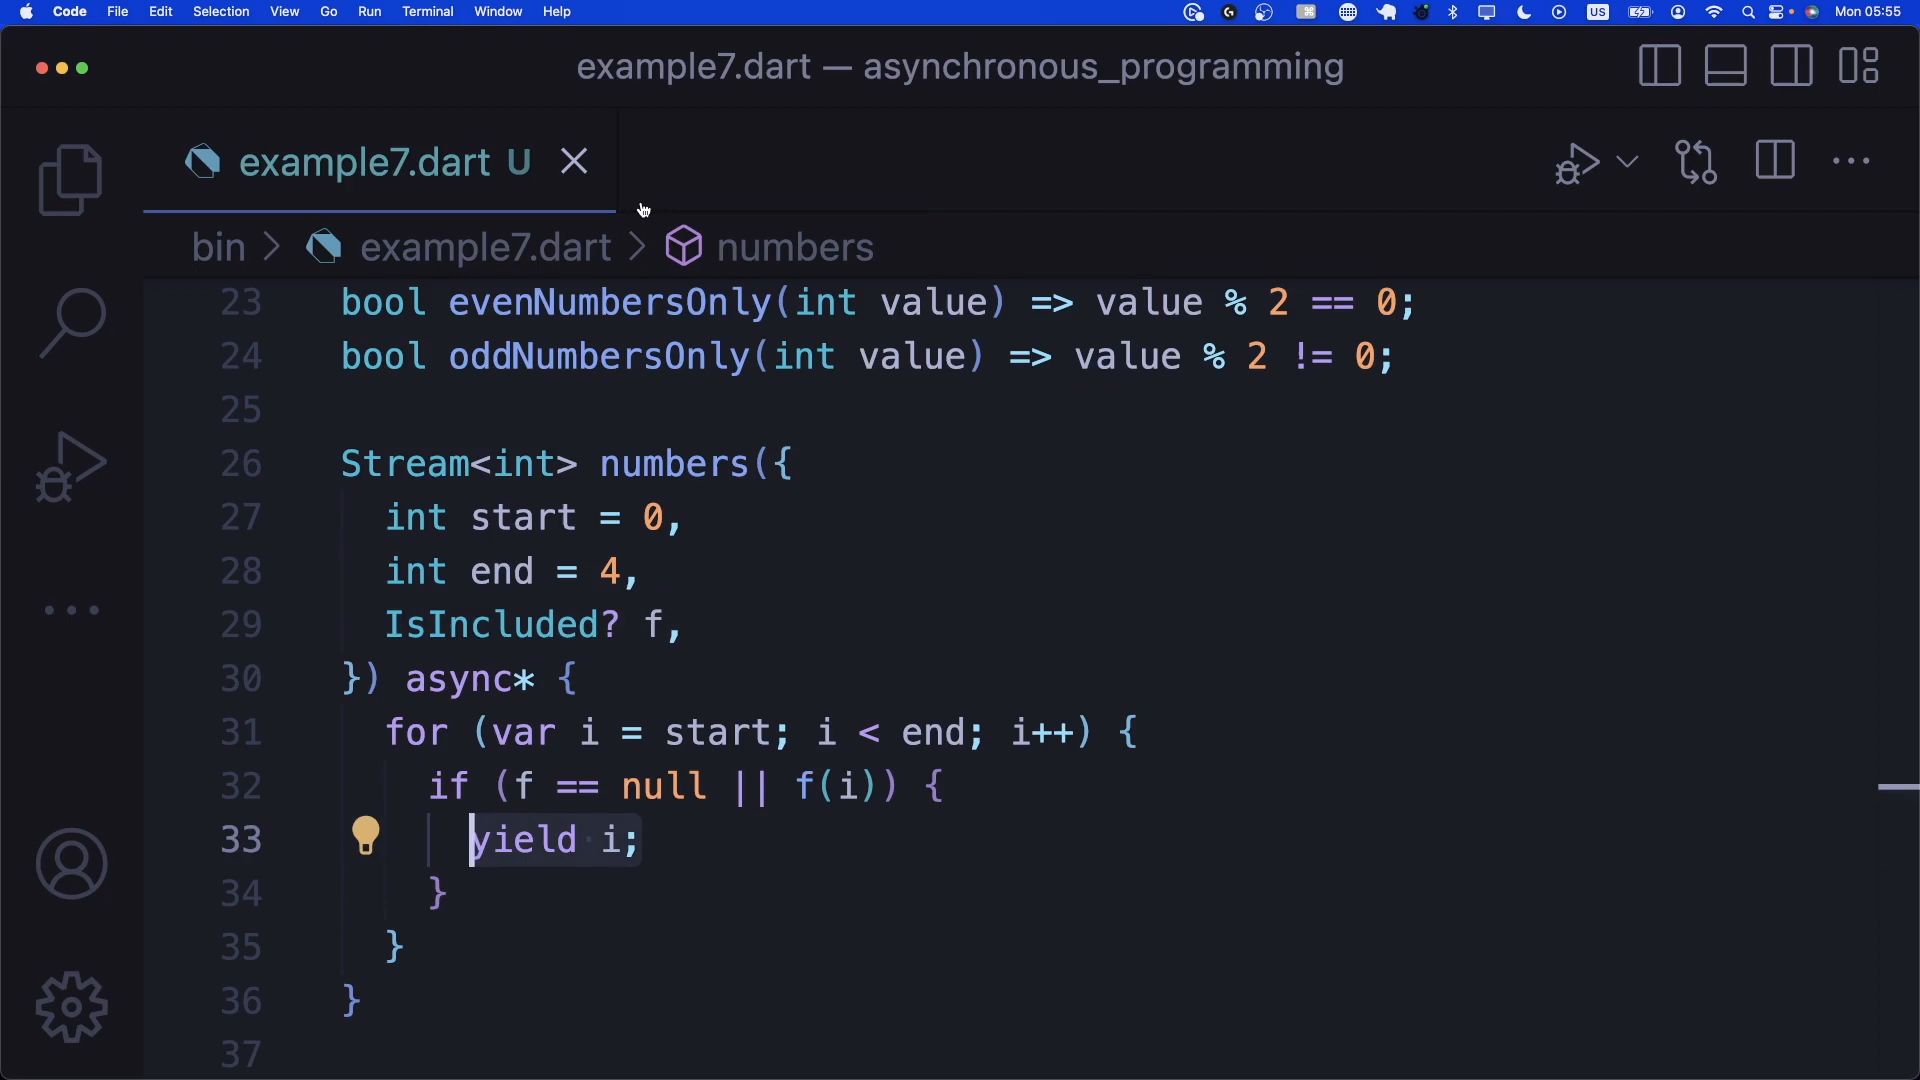 Code File Edit Selection View Go Run Terminal Window Help US Mon 05:55
example7.dart — asynchronous_programming
example7.dart U
bin > example7.dart > numbers
23 bool evenNumbersOnly(int value) => value % 2 == 0;
24 bool oddNumbersOnly(int value) => value % 2 != 0;
25
26 Stream<int> numbers({
27 int start = 0,
28 int end = 4,
29 IsIncluded? f,
30 }) async* {
31 for (var i = start; i < end; i++) {
32 if (f == null || f(i)) {
33 yield i;
34 }
35 }
36 }
37